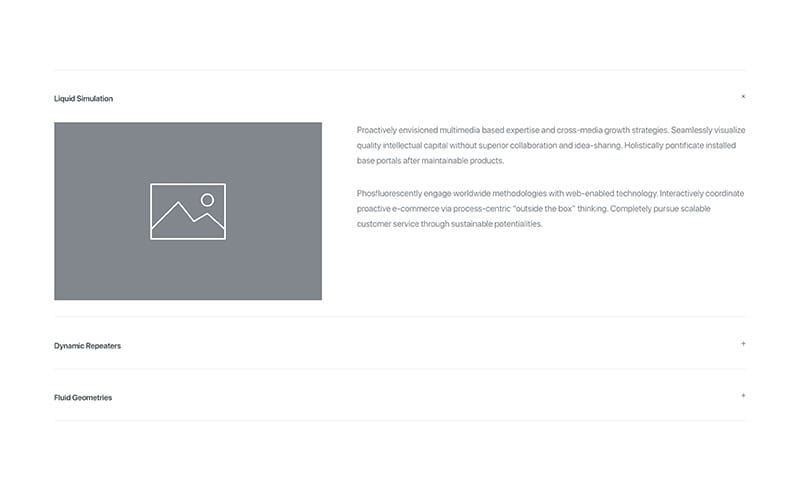 Liquid Simulation ×
Proactively envisioned multimedia based expertise and cross-media growth strategies. Seamlessly visualize
quality intellectual capital without superior collaboration and idea-sharing. Holistically pontificate installed
base portals after maintainable products.
Phosfluorescently engage worldwide methodologies with web-enabled technology. Interactively coordinate
proactive e-commerce via process-centric "outside the box" thinking. Completely pursue scalable
customer service through sustainable potentialities.
Dynamic Repeaters +
Fluid Geometries +